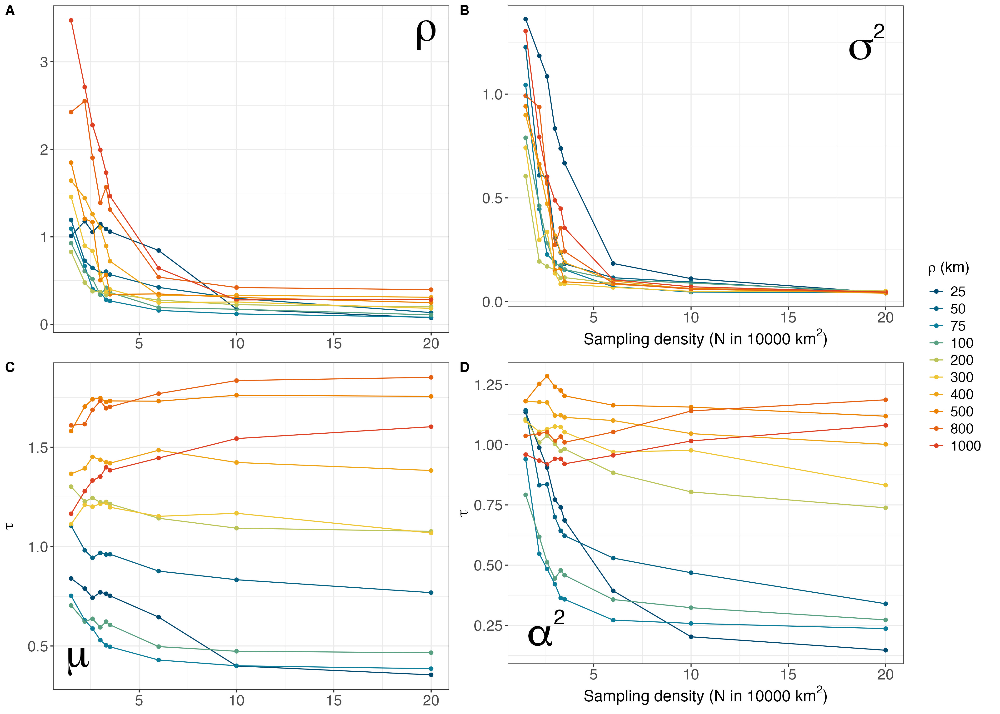 A
ρ
3
2
1
0
5 10 15 20
B
σ²
1.0
0.5
0.0
5 10 15 20
Sampling density (N in 10000 km²)
C
μ
1.5
1.0
0.5
τ
5 10 15 20
D
α²
1.25
1.00
0.75
0.50
0.25
τ
5 10 15 20
Sampling density (N in 10000 km²)
ρ (km)
25
50
75
100
200
300
400
500
800
1000